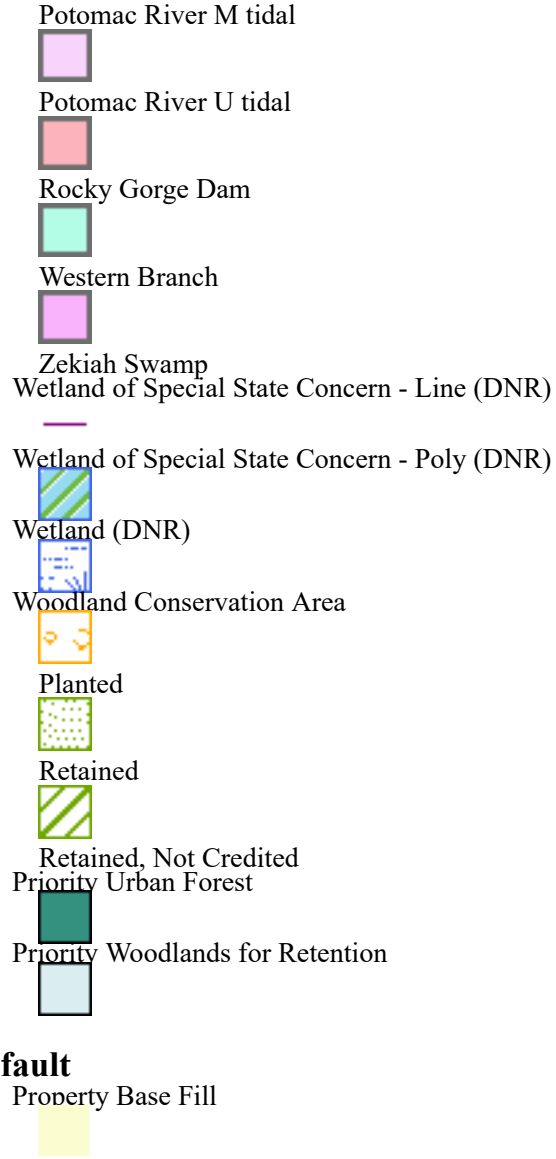 Potomac River M tidal
Potomac River U tidal
Rocky Gorge Dam
Western Branch
Zekiah Swamp
Wetland of Special State Concern - Line (DNR)
Wetland of Special State Concern - Poly (DNR)
Wetland (DNR)
Woodland Conservation Area
Planted
Retained
Retained, Not Credited
Priority Urban Forest
Priority Woodlands for Retention
fault
Property Base Fill